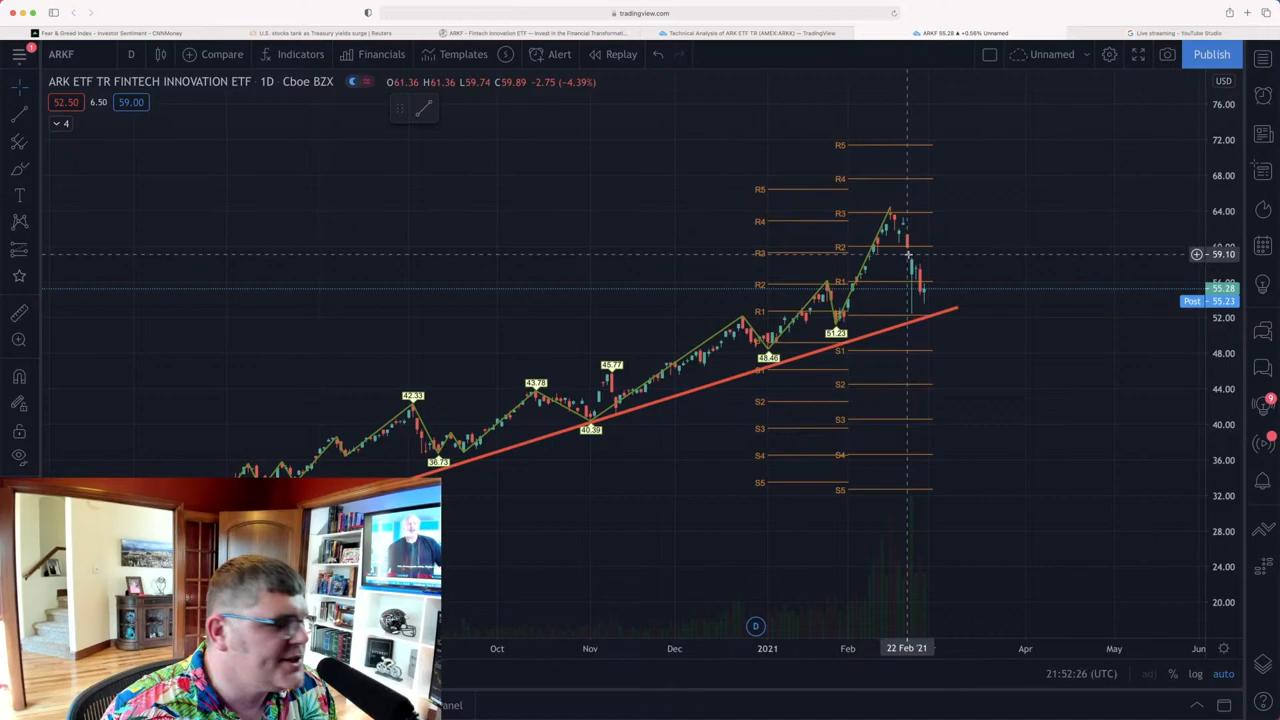 tradingview.com
Fear & Greed Index - Investor Sentiment - CNNMoney
U.S. stocks tank as Treasury yields surge | Reuters
ARKF - Fintech Innovation ETF - Invest in the Financial Transformati...
Technical Analysis of ARK ETF TR (AMEX:ARKK) — TradingView
ARKF 55.28 ▲ +0.56% Unnamed
Live streaming - YouTube Studio
1
ARKF
D
Compare
Indicators
Financials
Templates
Alert
Replay
Unnamed
Publish
ARK ETF TR FINTECH INNOVATION ETF · 1D · Cboe BZX
O61.36 H61.36 L59.74 C59.89 -2.75 (-4.39%)
USD
52.50 6.50 59.00
4
76.00
72.00
68.00
64.00
59.10
55.28
Post 55.23
52.00
48.00
44.00
40.00
36.00
32.00
28.00
24.00
20.00
R5
R4
R3
R2
R1
S1
S2
S3
S4
S5
R5
R4
R3
R2
R1
S2
S3
S4
S5
42.33
36.73
43.78
40.39
45.77
48.46
51.23
9
D
Oct
Nov
Dec
2021
Feb
22 Feb '21
Apr
May
Jun
21:52:26 (UTC)
adj
%
log
auto